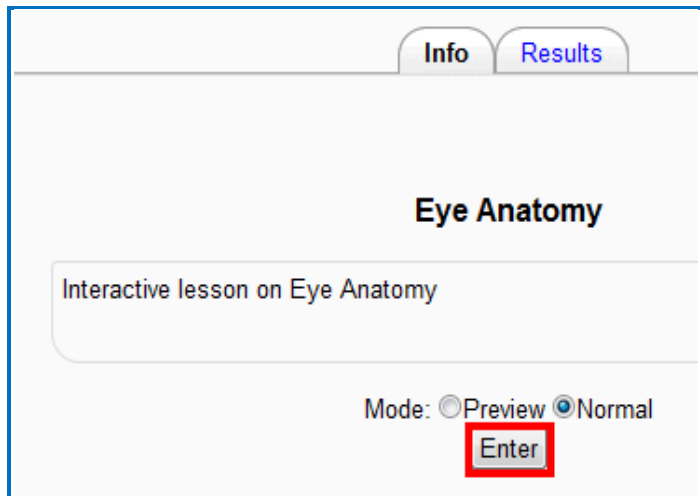 Info Results
Eye Anatomy
Interactive lesson on Eye Anatomy
Mode: Preview Normal
Enter